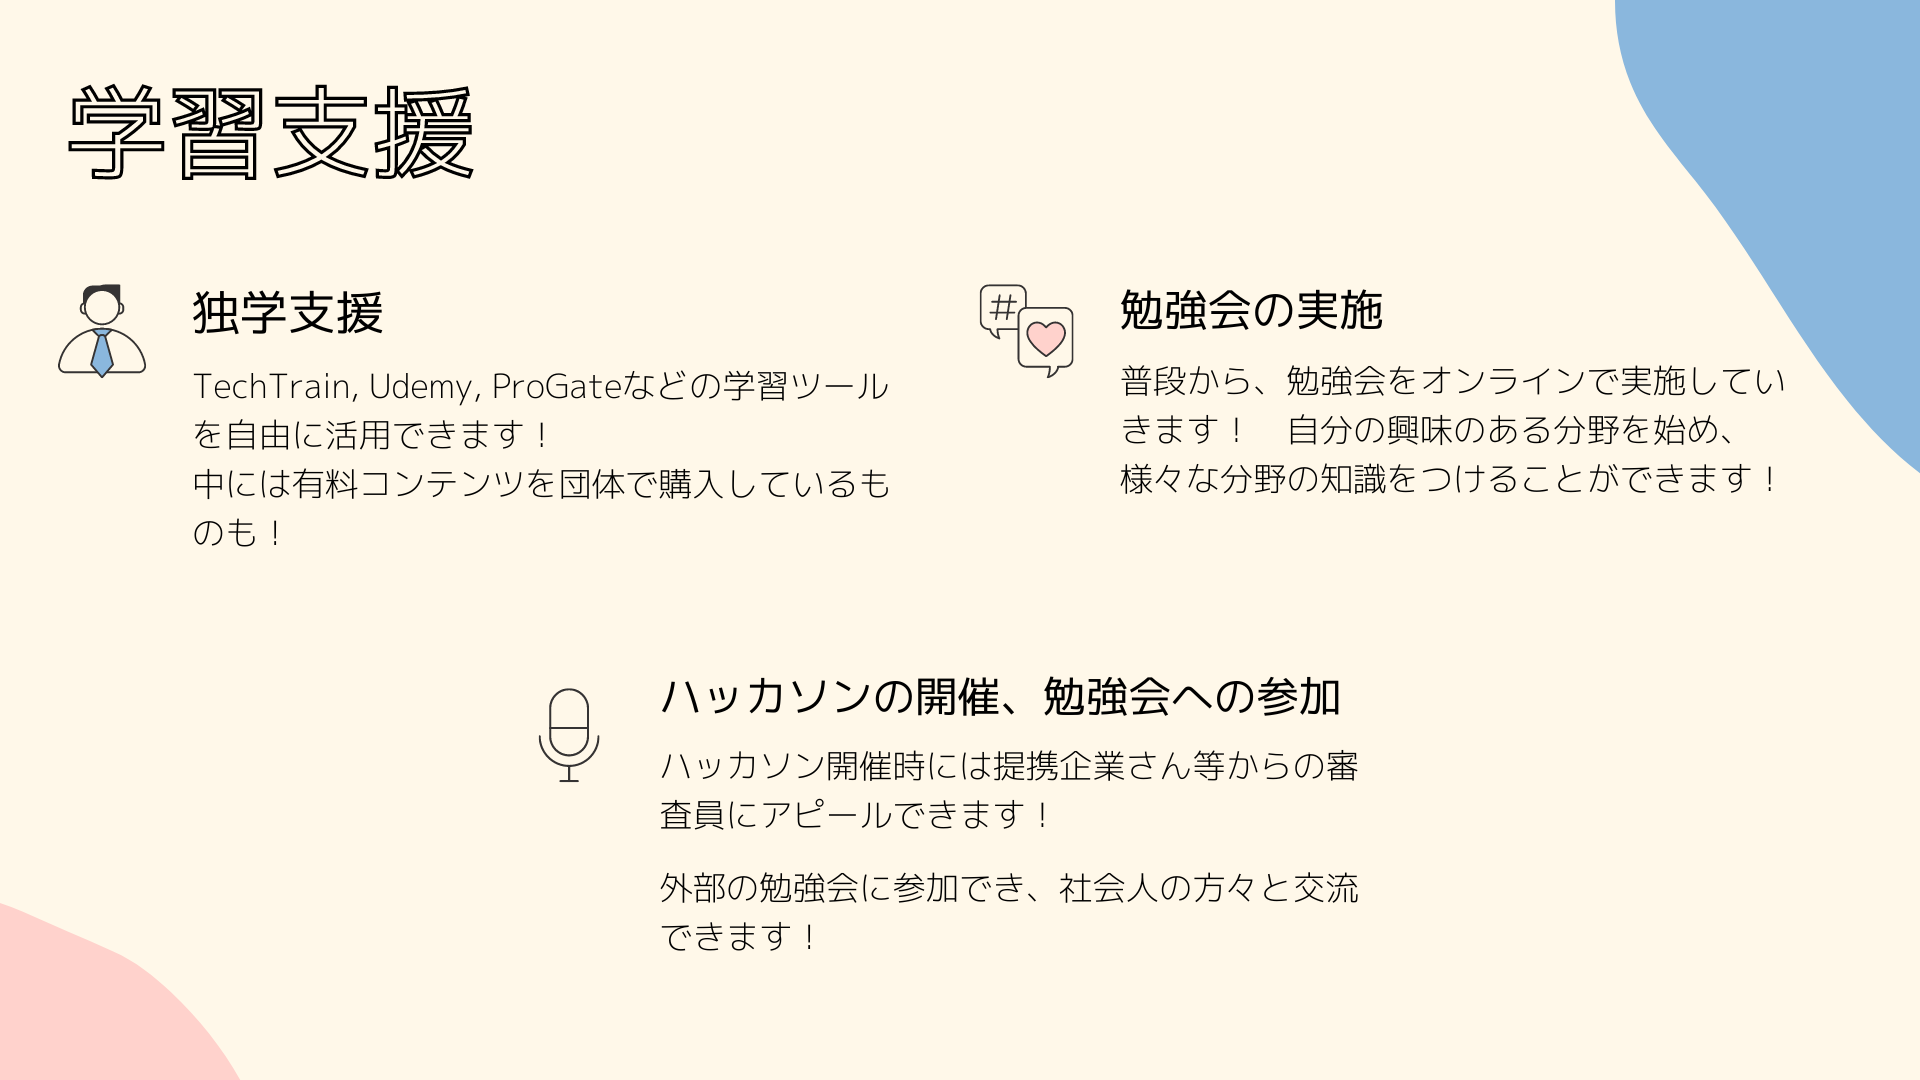 学習支援
独学支援
TechTrain, Udemy, ProGateなどの学習ツール
を自由に活用できます！
中には有料コンテンツを団体で購入しているも
のも！
#
勉強会の実施
普段から、勉強会をオンラインで実施してい
きます！　自分の興味のある分野を始め、
様々な分野の知識をつけることができます！
ハッカソンの開催、勉強会への参加
ハッカソン開催時には提携企業さん等からの審
査員にアピールできます！
外部の勉強会に参加でき、社会人の方々と交流
できます！